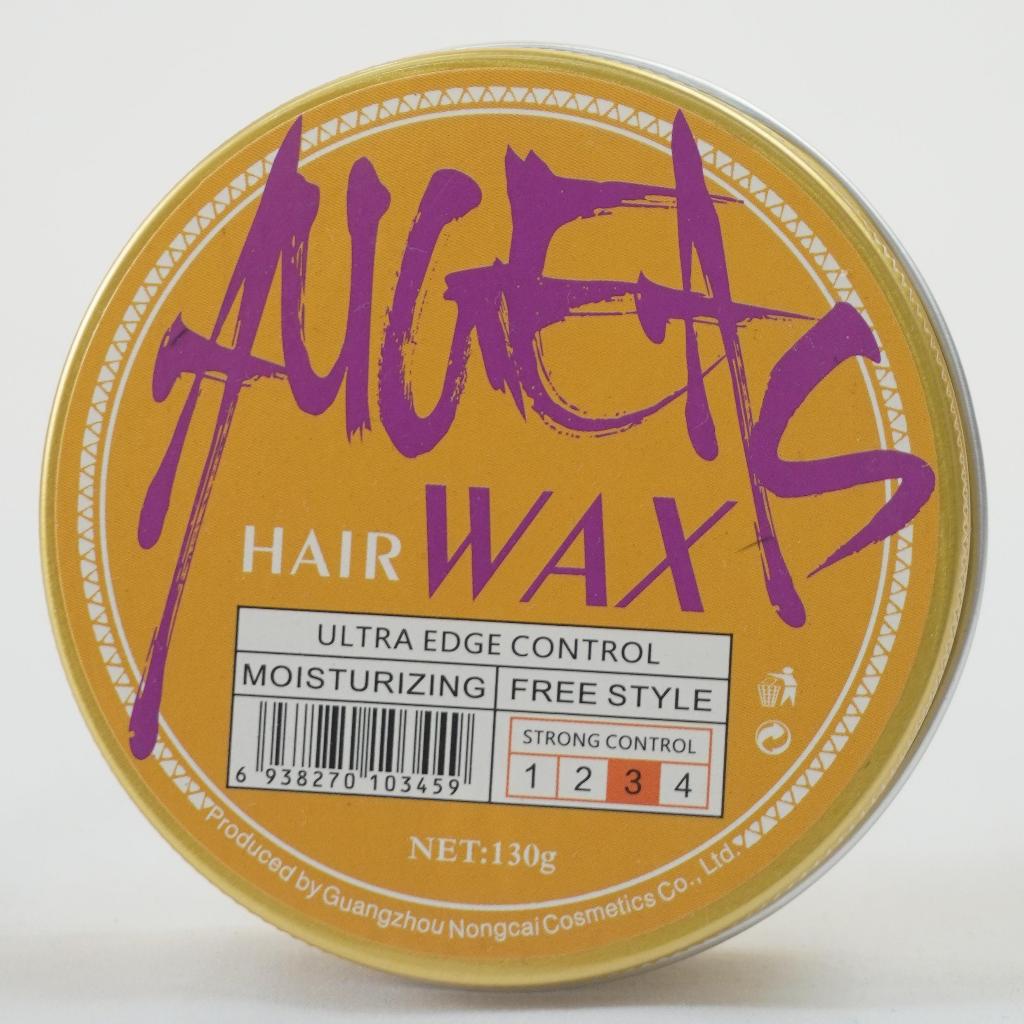 AUGEAS
HAIR WAX
ULTRA EDGE CONTROL
MOISTURIZING
FREE STYLE
STRONG CONTROL
1 2 3 4
6 938270 103459
NET:130g
Produced by Guangzhou Nongcai Cosmetics Co., Ltd.